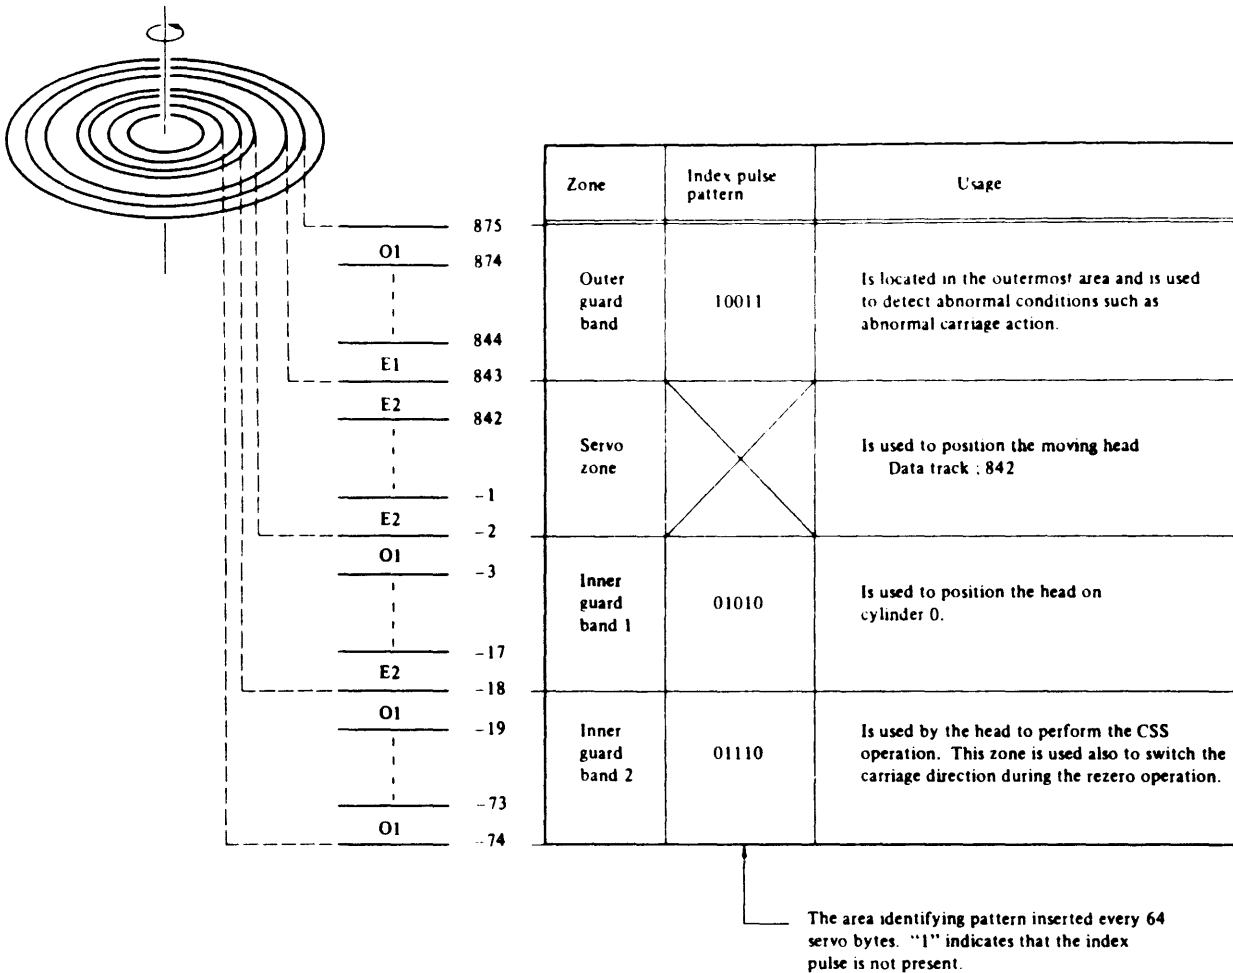 Zone
Index pulse
pattern
Usage
875
O1
874
844
E1
843
Outer
guard
band
10011
Is located in the outermost area and is used
to detect abnormal conditions such as
abnormal carriage action.
E2
842
-1
E2
-2
Servo
zone
Is used to position the moving head
Data track : 842
O1
-3
-17
E2
-18
Inner
guard
band 1
01010
Is used to position the head on
cylinder 0.
O1
-19
-73
O1
-74
Inner
guard
band 2
01110
Is used by the head to perform the CSS
operation. This zone is used also to switch the
carriage direction during the rezero operation.
The area identifying pattern inserted every 64
servo bytes. "1" indicates that the index
pulse is not present.